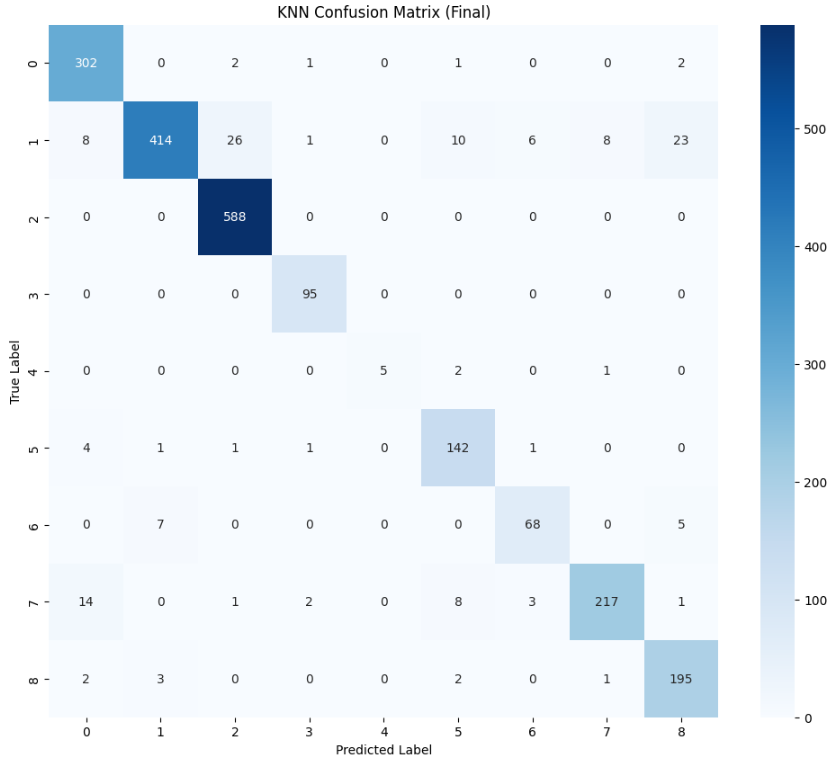 KNN Confusion Matrix (Final)
0 302 0 2 1 1 0 0 2
1 8 414 26 1 0 10 6 8 23
2 0 0 588 0 0 0 0 0 0
3 0 0 0 95 0 0 0 0 0
4 0 0 0 0 5 2 0 1 0
5 4 1 1 1 0 142 1 0 0
6 0 7 0 0 0 0 68 0 5
7 14 0 1 2 0 8 3 217 1
8 2 3 0 0 0 2 0 1 195
0 1 2 3 4 5 6 7 8
Predicted Label
True Label
500
400
300
200
100
0